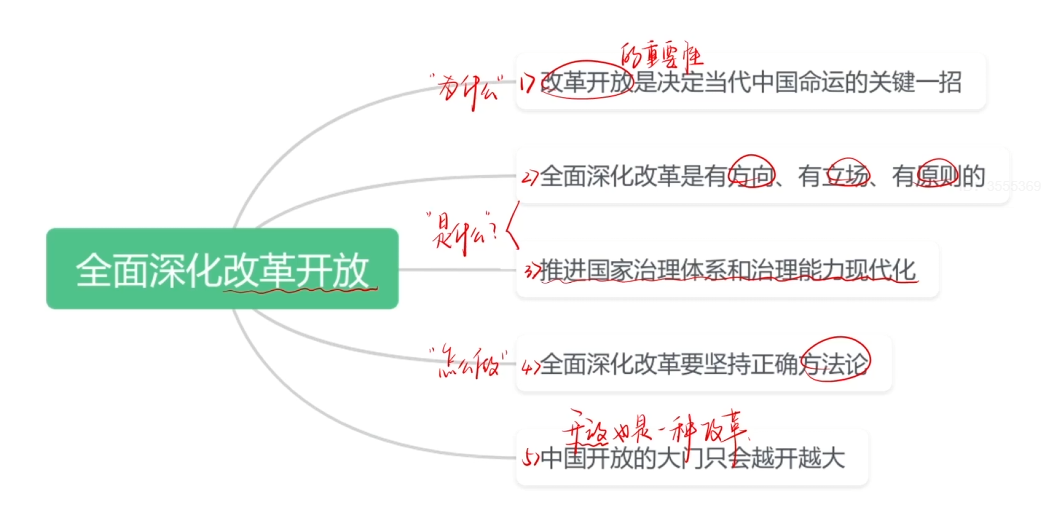 的重要性
"为什么" 1) 改革开放是决定当代中国命运的关键一招
2) 全面深化改革是有方向、有立场、有原则的
3555369
"是什么"?
全面深化改革开放
3) 推进国家治理体系和治理能力现代化
"怎么做" 4) 全面深化改革要坚持正确方法论
开放也是一种改革.
5) 中国开放的大门只会越开越大